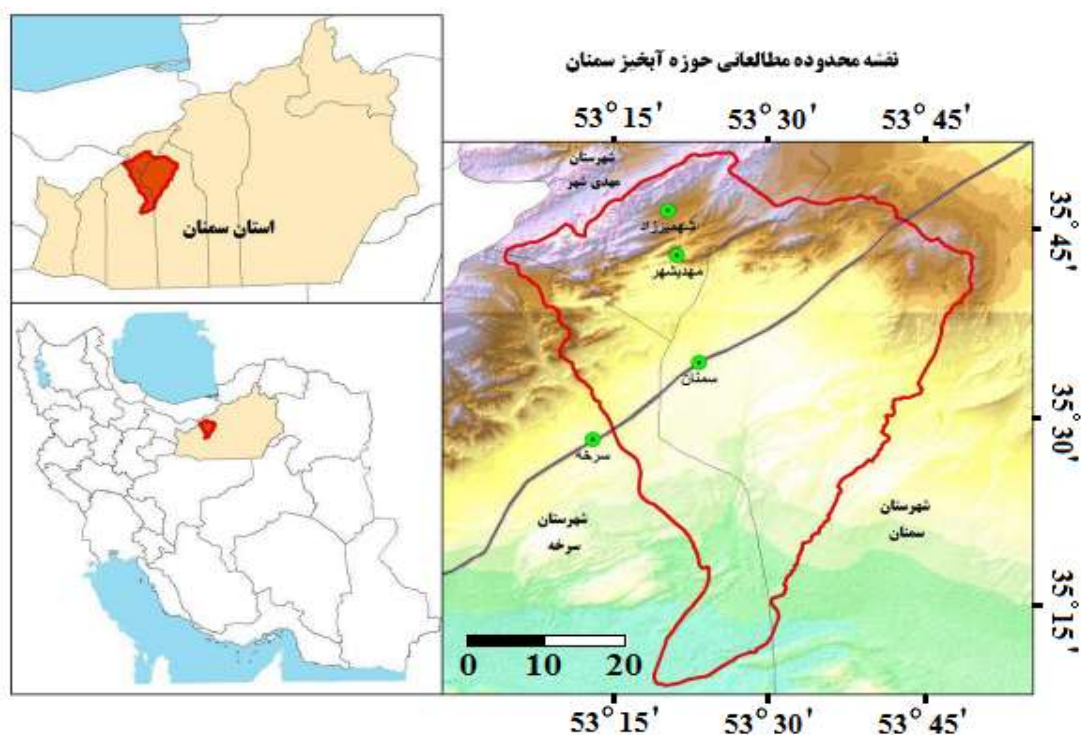 نقشه محدوده مطالعاتی حوزه آبخیز سمنان
53° 15' 53° 30' 53° 45'
شهرستان
مهدی شهر
شهمیرزاد
مهدیشهر
سمنان
سرخه
شهرستان
سرخه
شهرستان
سمنان
35° 45'
35° 30'
35° 15'
0 10 20
53° 15' 53° 30' 53° 45'
استان سمنان